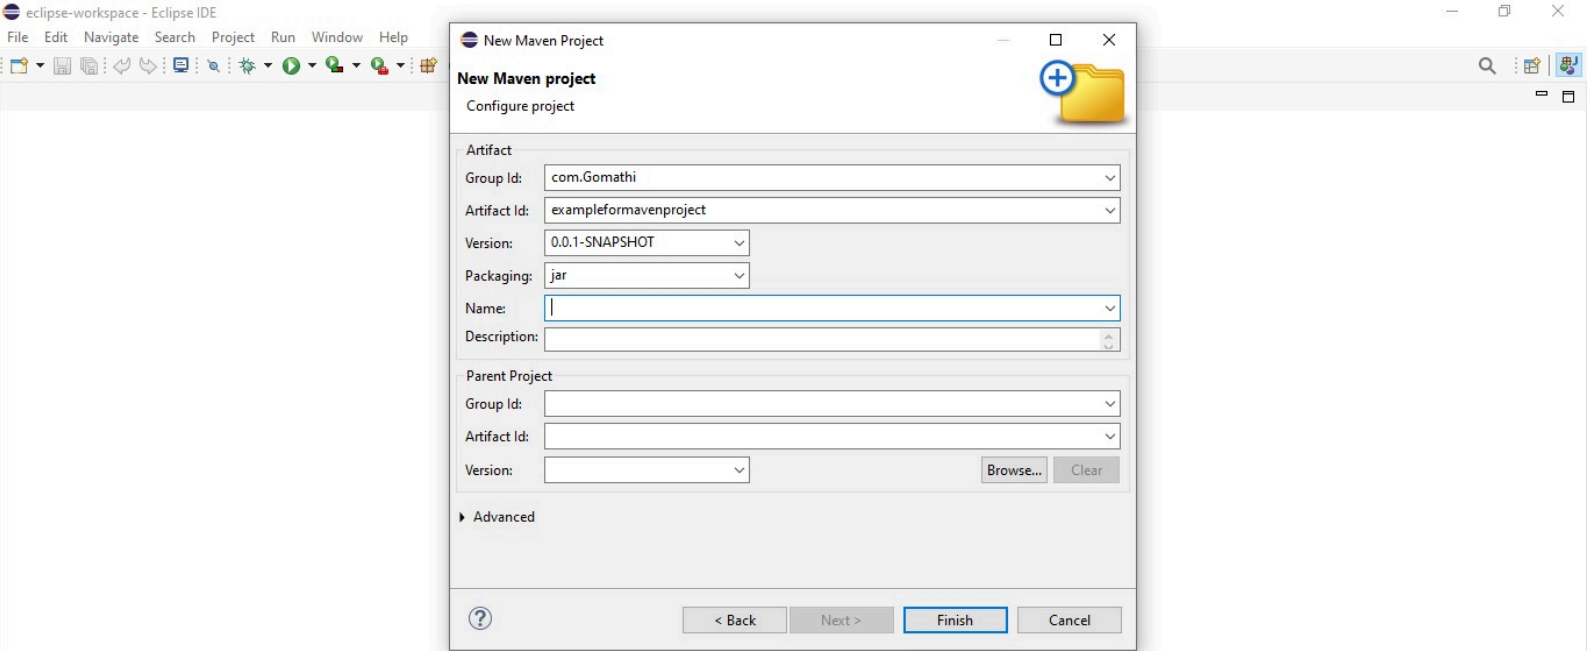 eclipse-workspace - Eclipse IDE
File Edit Navigate Search Project Run Window Help
New Maven Project
New Maven project
Configure project
Artifact
Group Id: com.Gomathi
Artifact Id: exampleformavenproject
Version: 0.0.1-SNAPSHOT
Packaging: jar
Name:
Description:
Parent Project
Group Id:
Artifact Id:
Version: Browse... Clear
Advanced
? < Back Next > Finish Cancel